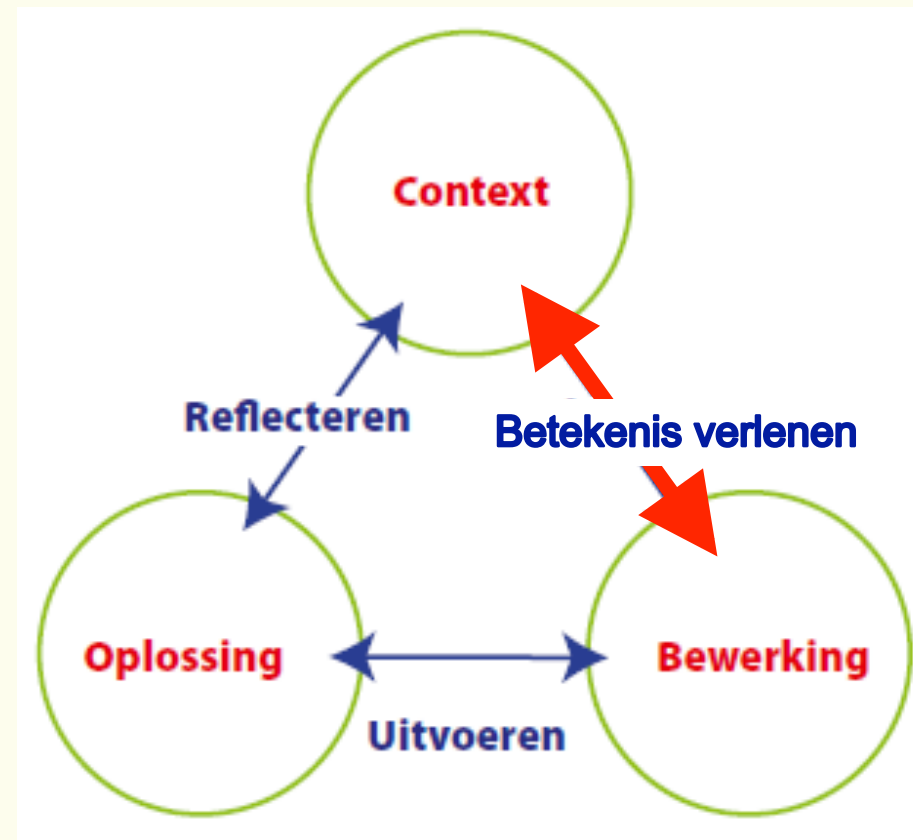 Context
Reflecteren
Betekenis verlenen
Oplossing
Bewerking
Uitvoeren